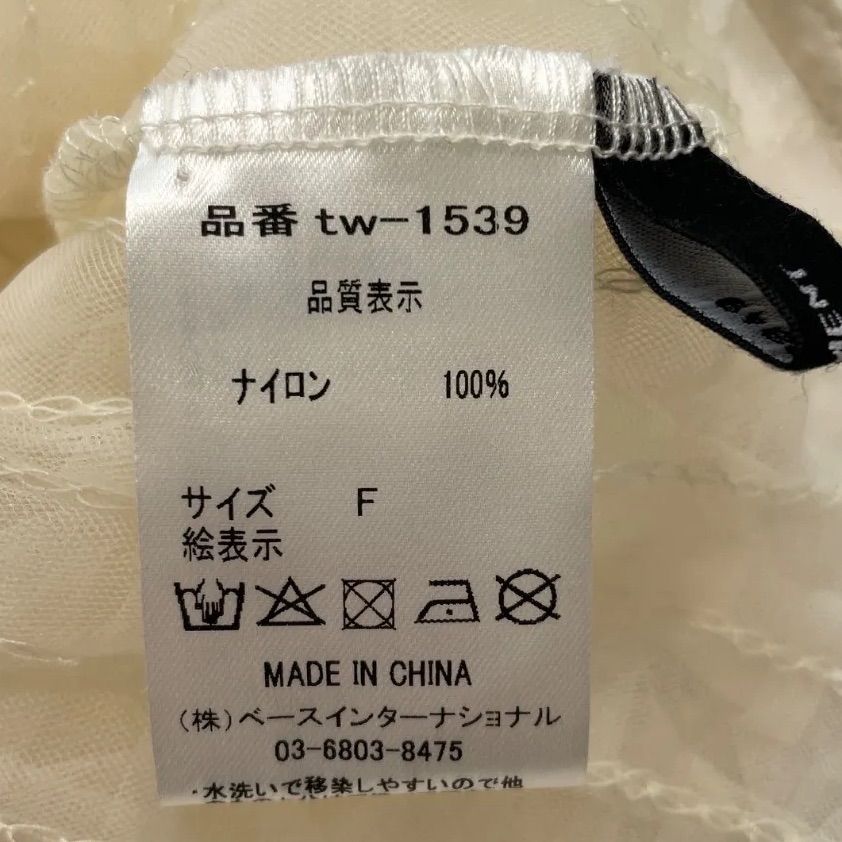 品番 tw-1539
品質表示
ナイロン 100%
サイズ F
絵表示
MADE IN CHINA
(株)ベースインターナショナル
03-6803-8475
・水洗いで移染しやすいので他